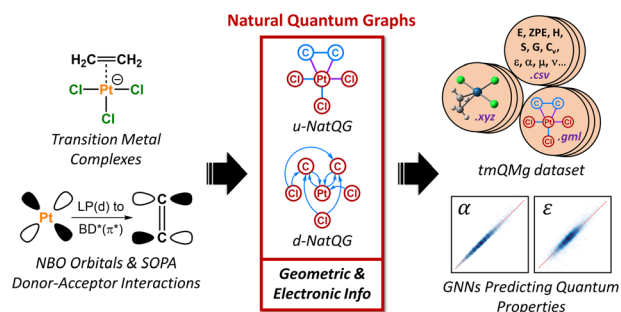 Natural Quantum Graphs
H₂C=CH₂
⊖
Cl Pt Cl
Cl
Transition Metal
Complexes
Pt
LP(d) to
BD*(π*)
C
C
NBO Orbitals & SOPA
Donor-Acceptor Interactions
C C
Cl Pt Cl
Cl
u-NatQG
C C
Cl Pt Cl
Cl
d-NatQG
Geometric &
Electronic Info
E, ZPE, H,
S, G, Cᵥ,
ε, α, μ, ν...
.csv
.xyz
C C
Cl Pt Cl
Cl
.gml
tmQMg dataset
α
ε
GNNs Predicting Quantum
Properties